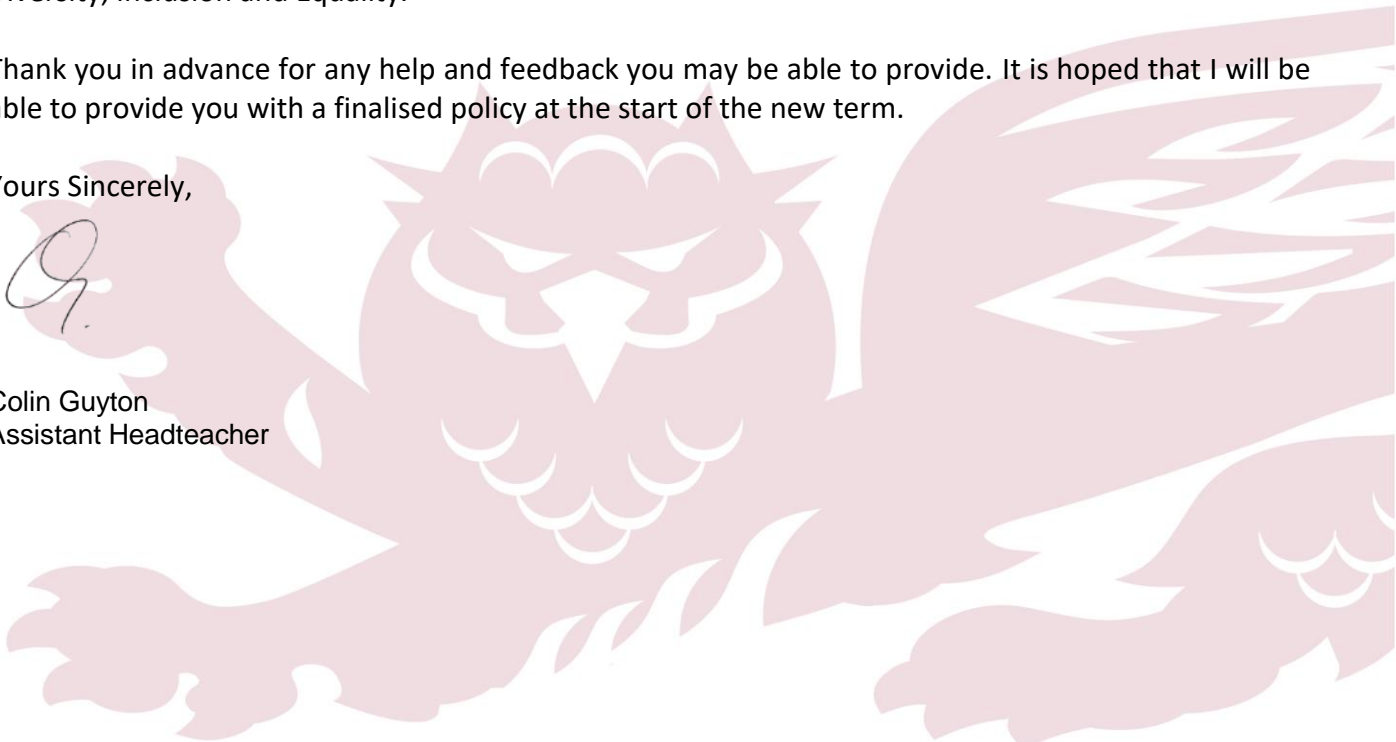 iversity, Inclusion and Equality.
Thank you in advance for any help and feedback you may be able to provide. It is hoped that I will be
able to provide you with a finalised policy at the start of the new term.
Yours Sincerely,
Colin Guyton
Assistant Headteacher